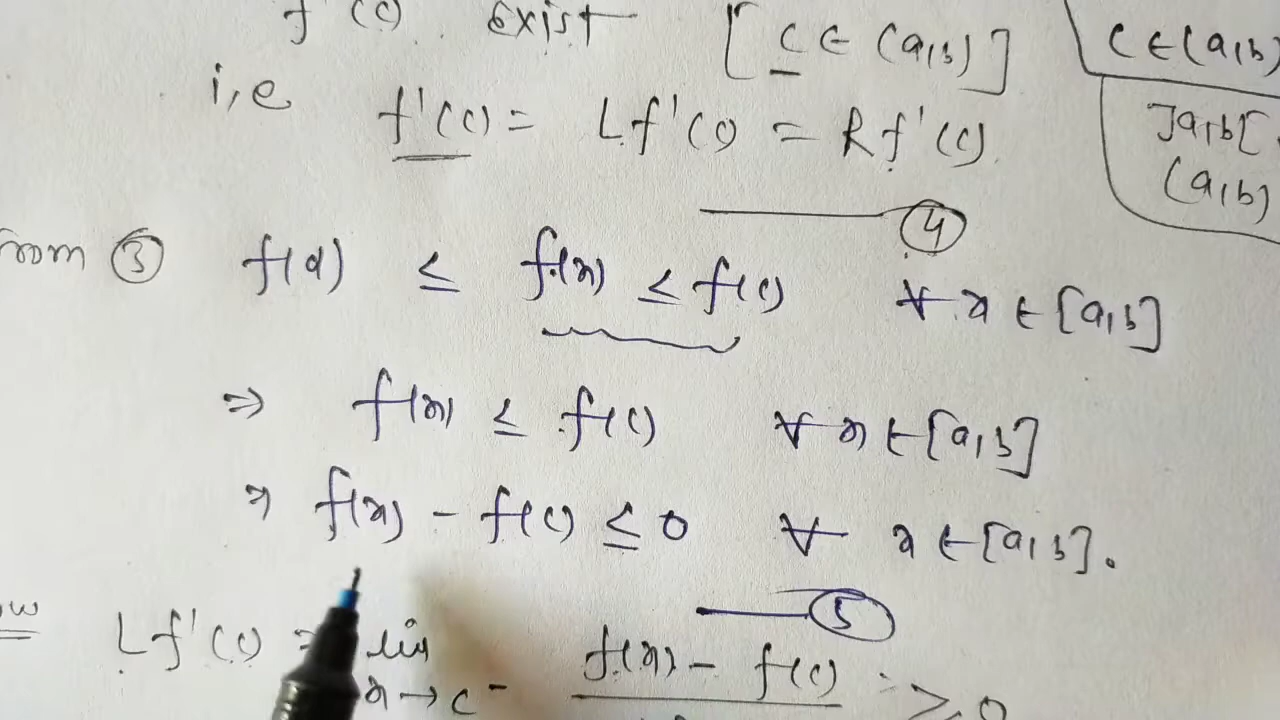 f'(c) exist [c ∈ (a,b)] c ∈ (a,b)
i,e f'(c) = Lf'(c) = Rf'(c) ]a,b[
(a,b)
④
from ③ f(d) ≤ f(x) ≤ f(c) ∀ x ∈ [a,b]
⇒ f(x) ≤ f(c) ∀ x ∈ [a,b]
⇒ f(x) - f(c) ≤ 0 ∀ x ∈ [a,b].
⑤
Lf'(c) = lim f(x) - f(c) ≥ 0
x→c⁻